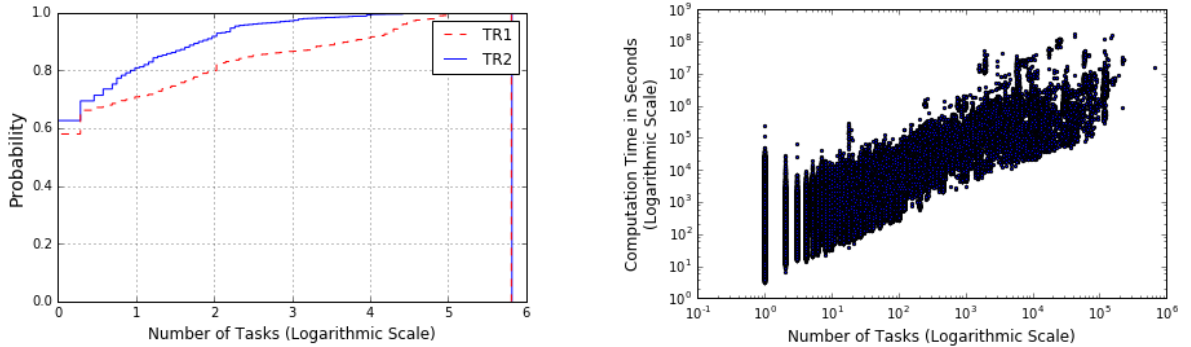 1.0
0.8
0.6
0.4
0.2
0.0
Probability
0 1 2 3 4 5 6
Number of Tasks (Logarithmic Scale)
TR1
TR2
10⁹
10⁸
10⁷
10⁶
10⁵
10⁴
10³
10²
10¹
10⁰
Computation Time in Seconds
(Logarithmic Scale)
10⁻¹ 10⁰ 10¹ 10² 10³ 10⁴ 10⁵ 10⁶
Number of Tasks (Logarithmic Scale)